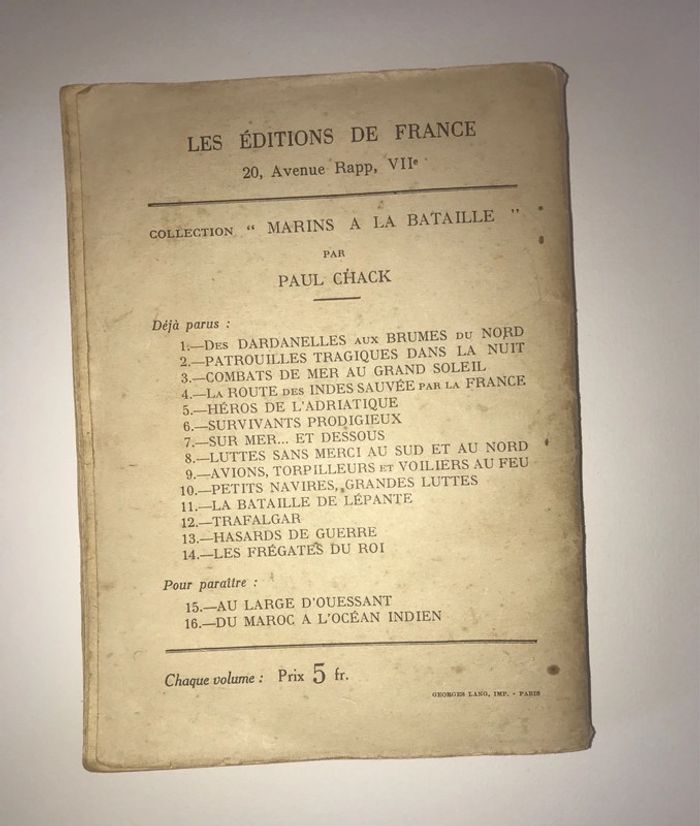 LES ÉDITIONS DE FRANCE
20, Avenue Rapp, VIIe
COLLECTION " MARINS A LA BATAILLE "
PAR
PAUL CHACK
Déjà parus :
1.—DES DARDANELLES AUX BRUMES DU NORD
2.—PATROUILLES TRAGIQUES DANS LA NUIT
3.—COMBATS DE MER AU GRAND SOLEIL
4.—LA ROUTE DES INDES SAUVÉE PAR LA FRANCE
5.—HÉROS DE L'ADRIATIQUE
6.—SURVIVANTS PRODIGIEUX
7.—SUR MER... ET DESSOUS
8.—LUTTES SANS MERCI AU SUD ET AU NORD
9.—AVIONS, TORPILLEURS ET VOILIERS AU FEU
10.—PETITS NAVIRES, GRANDES LUTTES
11.—LA BATAILLE DE LÉPANTE
12.—TRAFALGAR
13.—HASARDS DE GUERRE
14.—LES FRÉGATES DU ROI
Pour paraître :
15.—AU LARGE D'OUESSANT
16.—DU MAROC A L'OCÉAN INDIEN
Chaque volume : Prix 5 fr.
GEORGES LANG, IMP. - PARIS